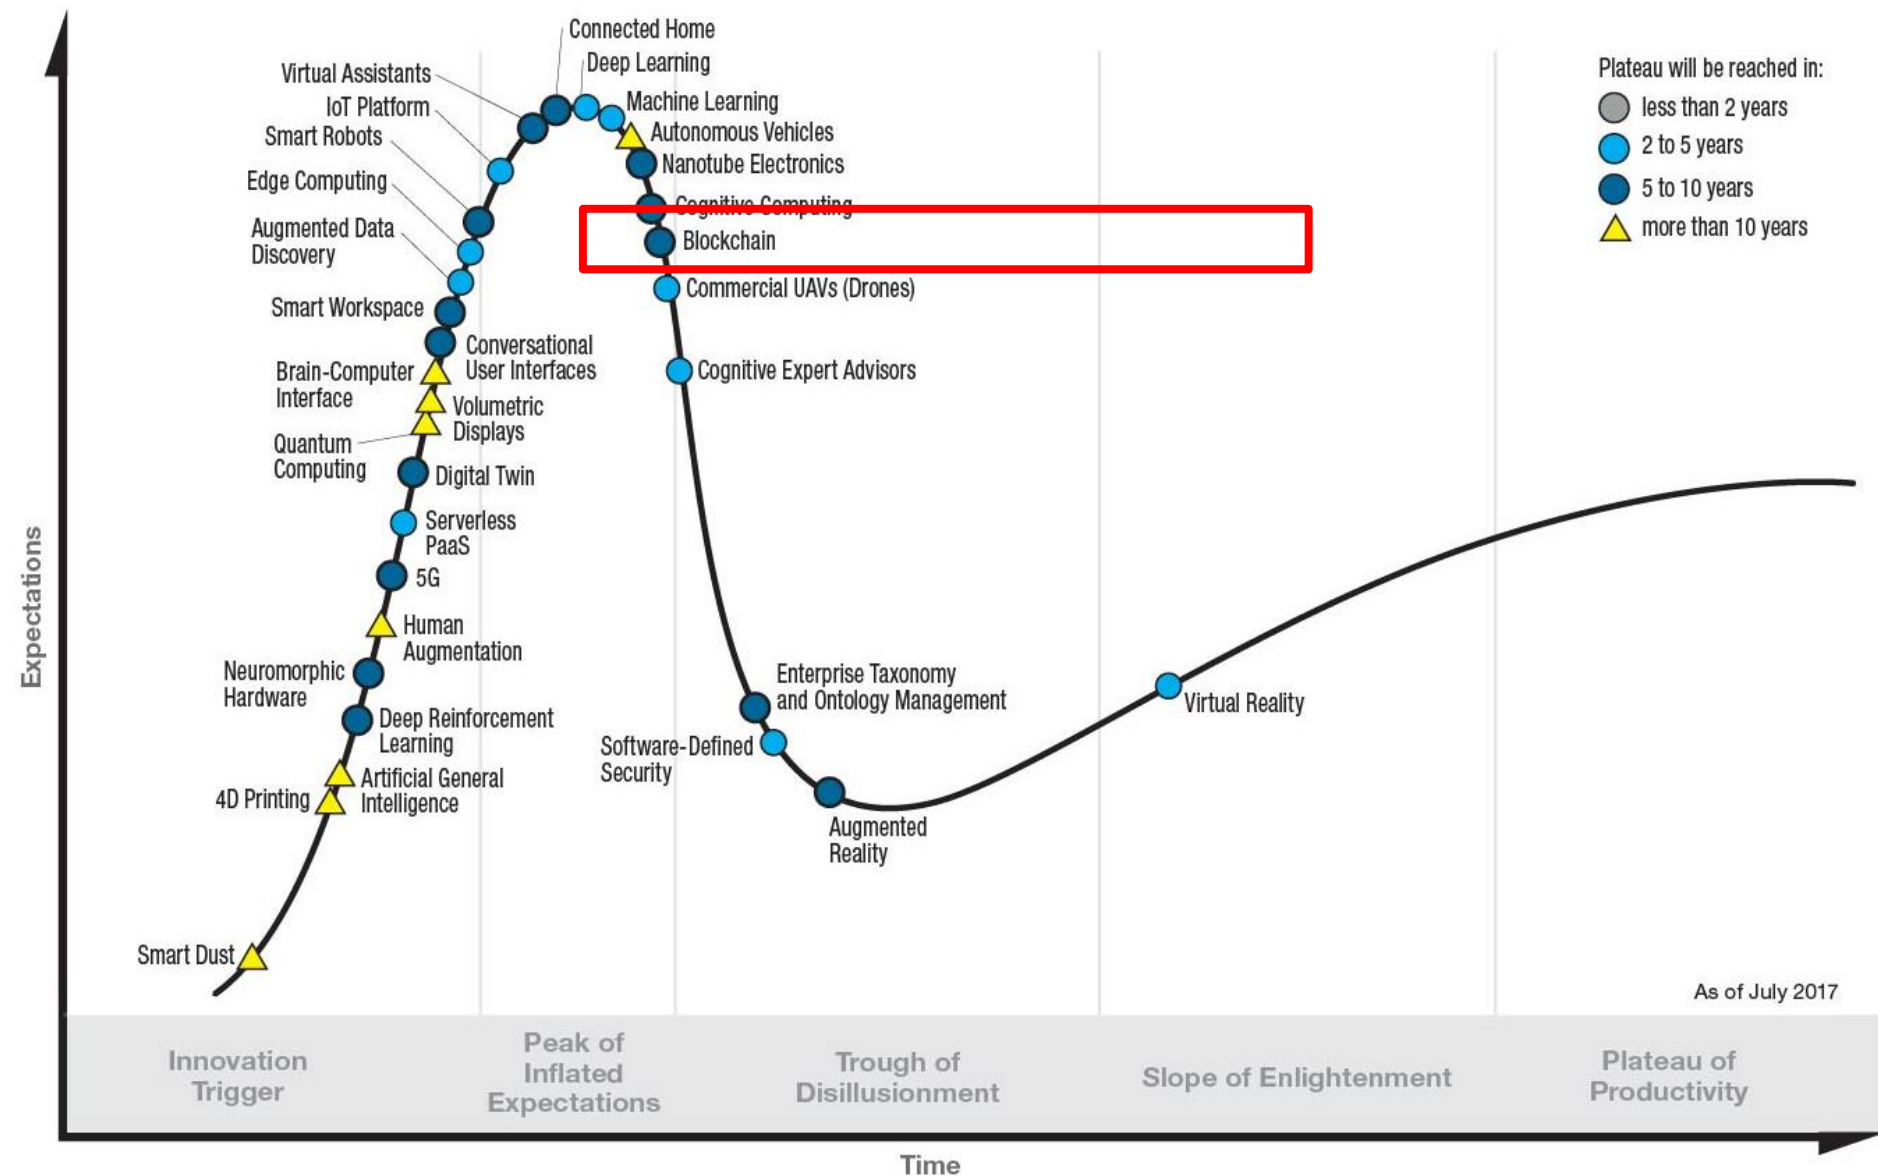 Connected Home
Deep Learning
Virtual Assistants
Machine Learning
IoT Platform
Autonomous Vehicles
Smart Robots
Nanotube Electronics
Edge Computing
Cognitive Computing
Augmented Data
Discovery
Blockchain
Commercial UAVs (Drones)
Smart Workspace
Conversational
User Interfaces
Brain-Computer
Interface
Cognitive Expert Advisors
Volumetric
Displays
Quantum
Computing
Digital Twin
Serverless
PaaS
5G
Human
Augmentation
Neuromorphic
Hardware
Enterprise Taxonomy
and Ontology Management
Deep Reinforcement
Learning
Software-Defined
Security
Virtual Reality
Artificial General
Intelligence
4D Printing
Augmented
Reality
Smart Dust
Plateau will be reached in:
less than 2 years
2 to 5 years
5 to 10 years
more than 10 years
As of July 2017
Expectations
Innovation
Trigger
Peak of
Inflated
Expectations
Trough of
Disillusionment
Slope of Enlightenment
Plateau of
Productivity
Time